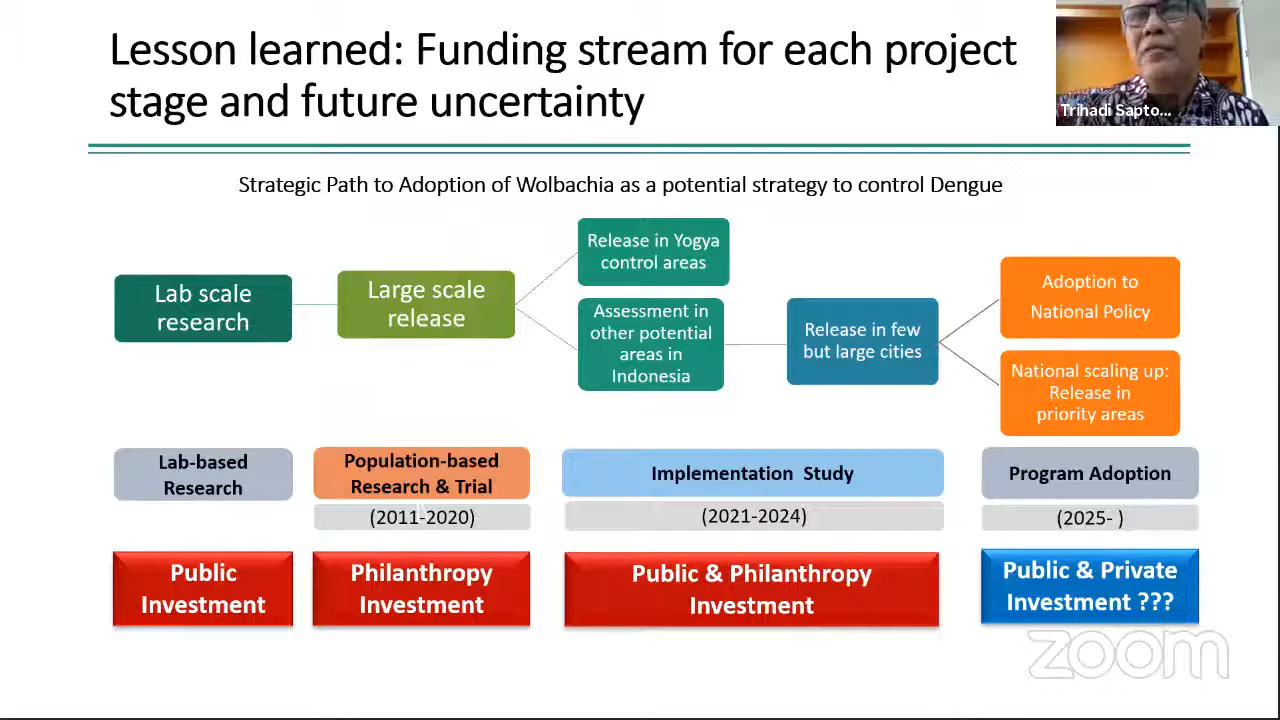 Lesson learned: Funding stream for each project
stage and future uncertainty
Trihadi Sapto...
Strategic Path to Adoption of Wolbachia as a potential strategy to control Dengue
Lab scale
research
Large scale
release
Release in Yogya
control areas
Assessment in
other potential
areas in
Indonesia
Release in few
but large cities
Adoption to
National Policy
National scaling up:
Release in
priority areas
Lab-based
Research
Population-based
Research & Trial
(2011-2020)
Implementation Study
(2021-2024)
Program Adoption
(2025- )
Public
Investment
Philanthropy
Investment
Public & Philanthropy
Investment
Public & Private
Investment ???
zoom